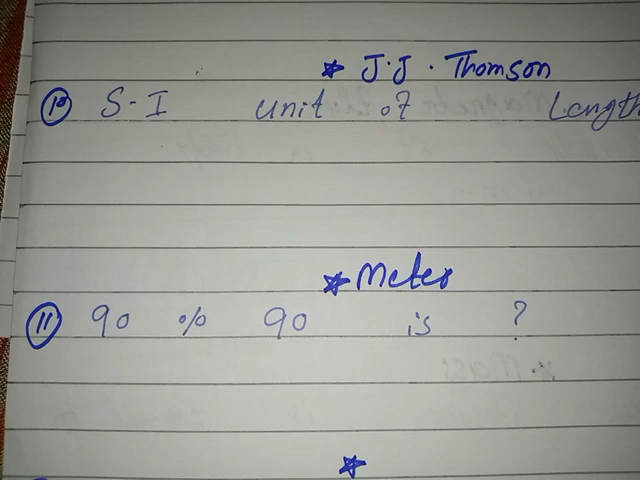 * J.J. Thomson
10 S-I unit of Length
* Meter
11 90 % 90 is ?
*